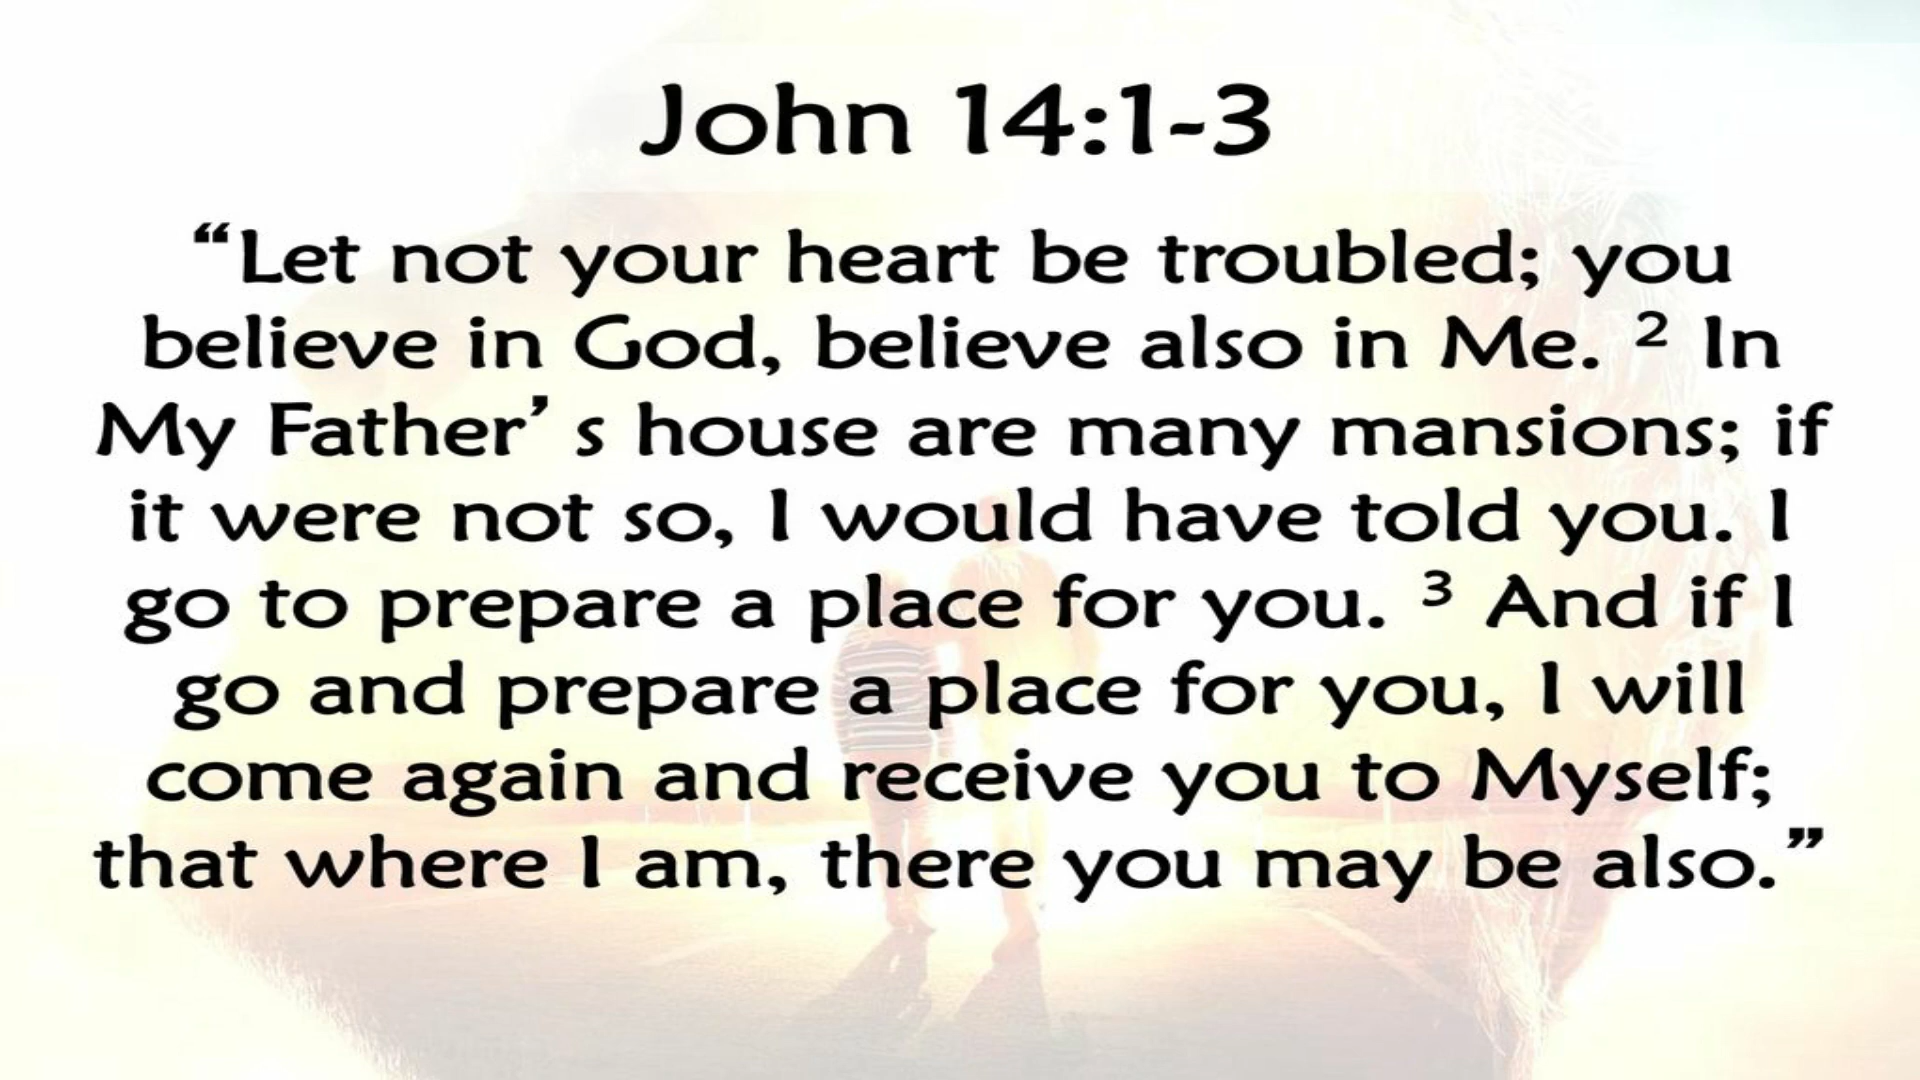 John 14:1-3
“Let not your heart be troubled; you
believe in God, believe also in Me. ² In
My Father’ s house are many mansions; if
it were not so, I would have told you. I
go to prepare a place for you. ³ And if I
go and prepare a place for you, I will
come again and receive you to Myself;
that where I am, there you may be also.”